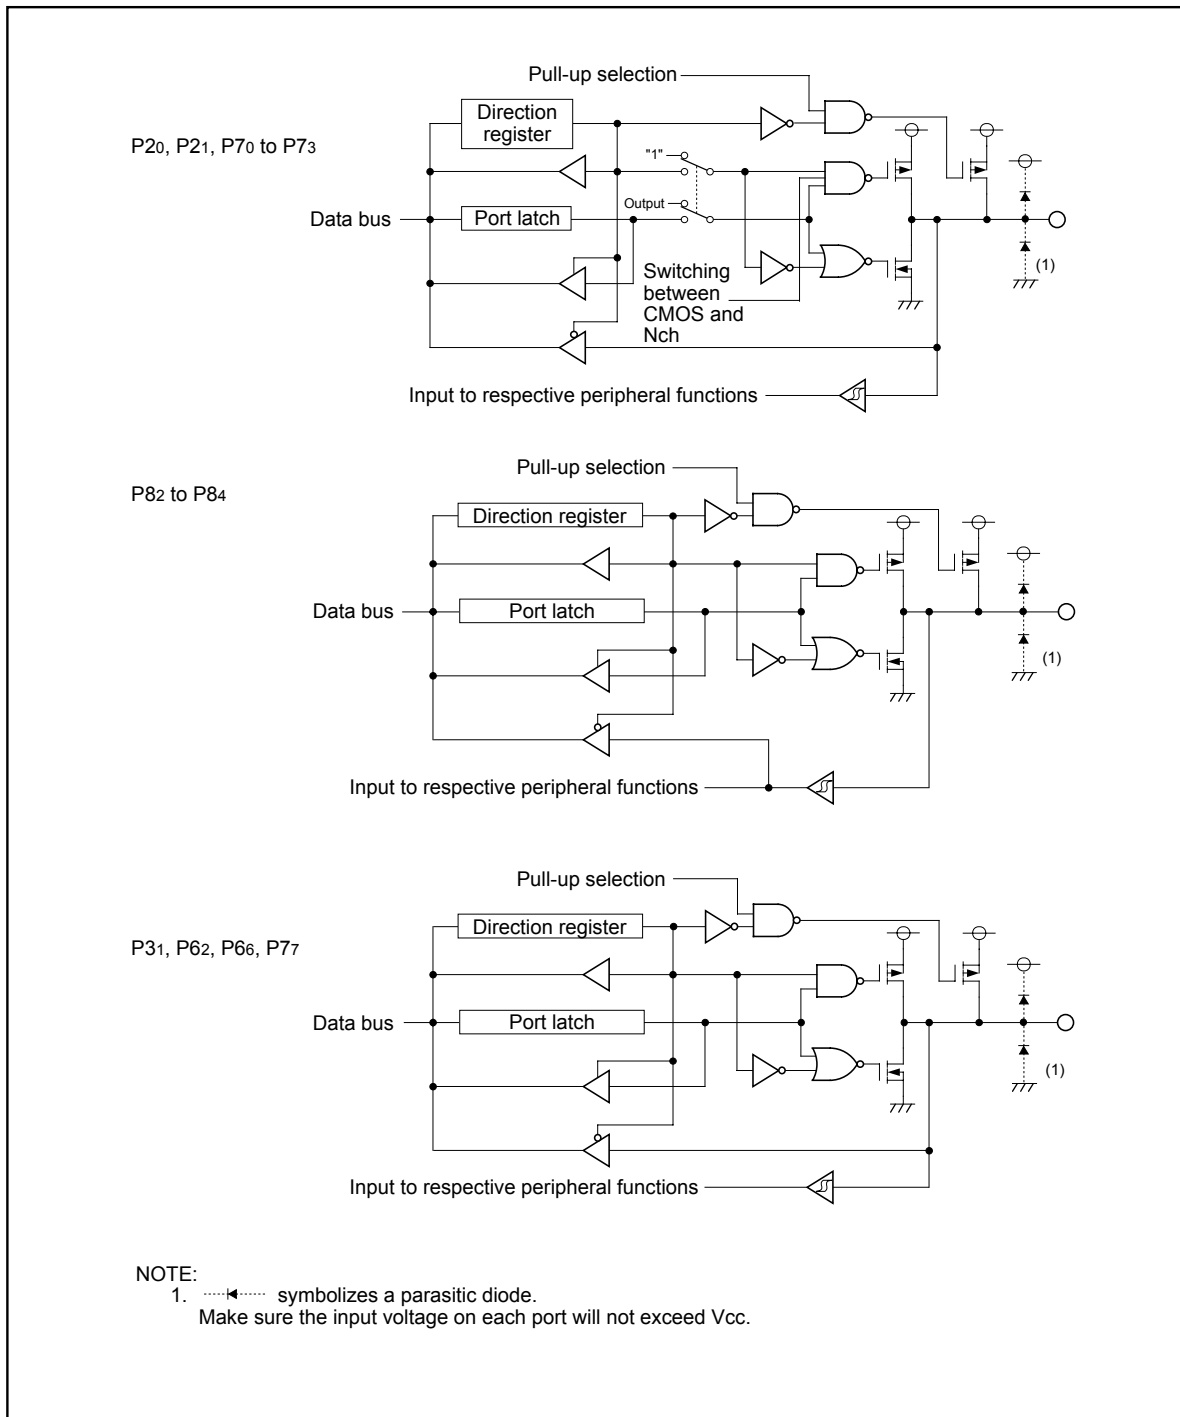 Pull-up selection
Direction
register
P20, P21, P70 to P73
"1"
Output
Data bus
Port latch
Switching
between
CMOS and
Nch
(1)
Input to respective peripheral functions
Pull-up selection
P82 to P84
Direction register
Data bus
Port latch
(1)
Input to respective peripheral functions
Pull-up selection
Direction register
P31, P62, P66, P77
Data bus
Port latch
(1)
Input to respective peripheral functions
NOTE:
1. symbolizes a parasitic diode.
Make sure the input voltage on each port will not exceed Vcc.